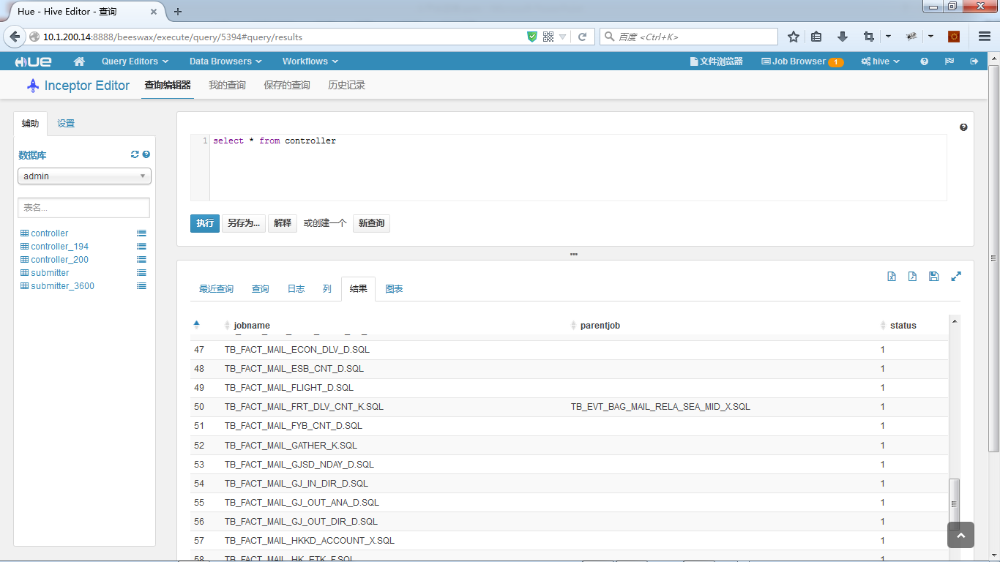 Hue - Hive Editor - 查询
10.1.200.14:8888/beeswax/execute/query/5394#query/results
百度 <Ctrl+K>
HUE
Query Editors
Data Browsers
Workflows
文件浏览器
Job Browser 1
hive
Inceptor Editor
查询编辑器
我的查询
保存的查询
历史记录
辅助
设置
数据库
admin
表名...
controller
controller_194
controller_200
submitter
submitter_3600
1 select * from controller
执行
另存为...
解释
或创建一个
新查询
最近查询
查询
日志
列
结果
图表
jobname parentjob status
47 TB_FACT_MAIL_ECON_DLV_D.SQL 1
48 TB_FACT_MAIL_ESB_CNT_D.SQL 1
49 TB_FACT_MAIL_FLIGHT_D.SQL 1
50 TB_FACT_MAIL_FRT_DLV_CNT_K.SQL TB_EVT_BAG_MAIL_RELA_SEA_MID_X.SQL 1
51 TB_FACT_MAIL_FYB_CNT_D.SQL 1
52 TB_FACT_MAIL_GATHER_K.SQL 1
53 TB_FACT_MAIL_GJSD_NDAY_D.SQL 1
54 TB_FACT_MAIL_GJ_IN_DIR_D.SQL 1
55 TB_FACT_MAIL_GJ_OUT_ANA_D.SQL 1
56 TB_FACT_MAIL_GJ_OUT_DIR_D.SQL 1
57 TB_FACT_MAIL_HKKD_ACCOUNT_X.SQL 1
58 1